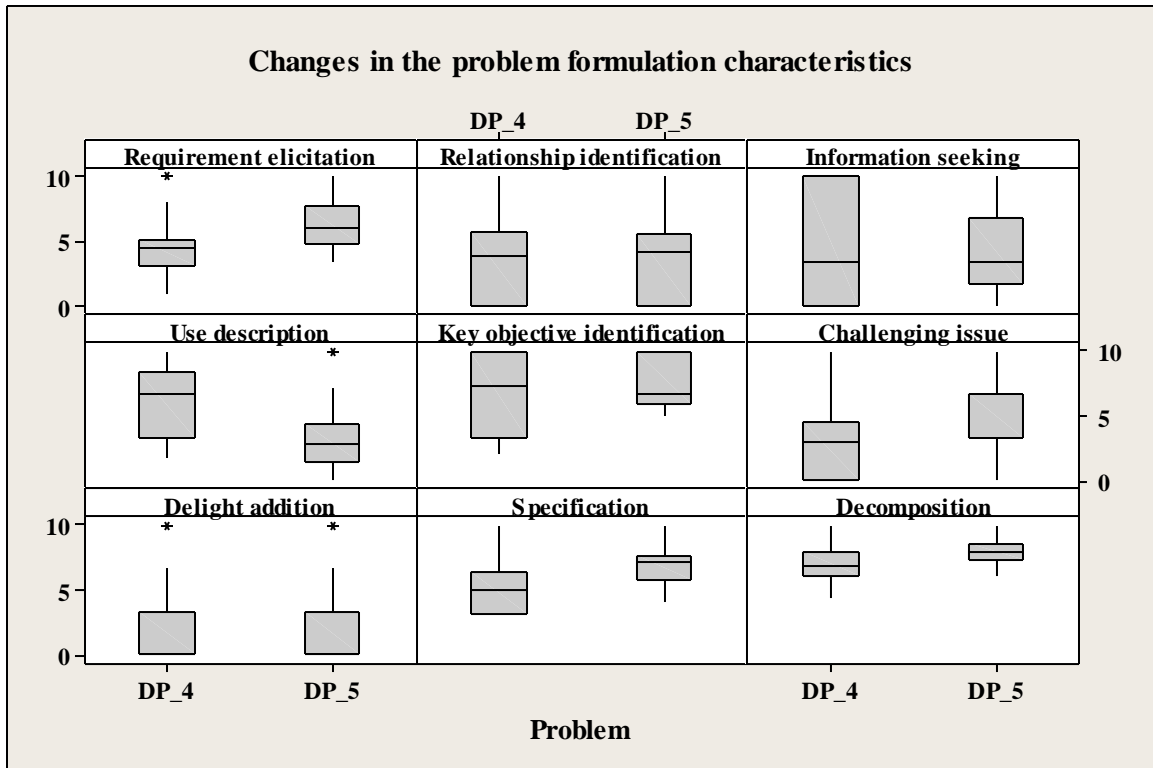 Changes in the problem formulation characteristics
DP_4 DP_5
Requirement elicitation Relationship identification Information seeking
10
5
0
Use description Key objective identification Challenging issue
10
5
0
Delight addition Specification Decomposition
10
5
0
DP_4 DP_5 DP_4 DP_5
Problem